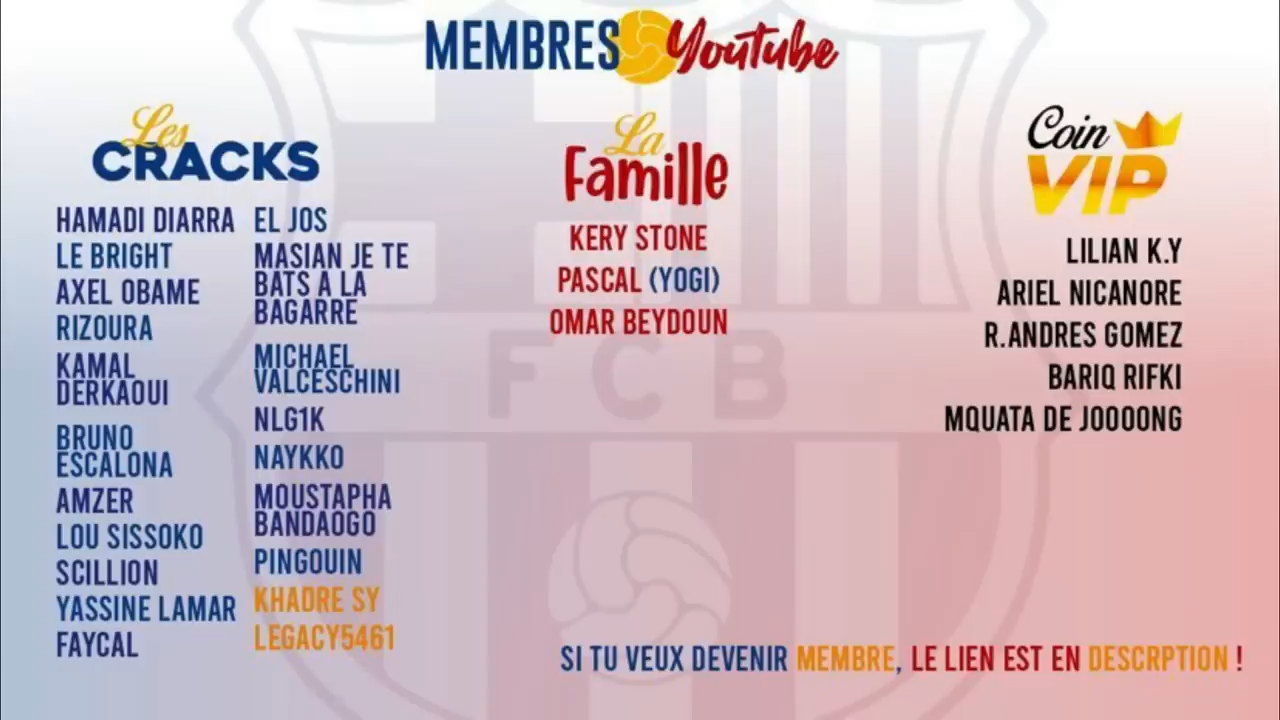 MEMBRES Youtube
Les
CRACKS
HAMADI DIARRA
LE BRIGHT
AXEL OBAME
RIZOURA
KAMAL
DERKAOUI
BRUNO
ESCALONA
AMZER
LOU SISSOKO
SCILLION
YASSINE LAMAR
FAYCAL
EL JOS
MASIAN JE TE
BATS A LA
BAGARRE
MICHAEL
VALCESCHINI
NLG1K
NAYKKO
MOUSTAPHA
BANDAOGO
PINGOUIN
KHADRE SY
LEGACY5461
La
Famille
KERY STONE
PASCAL (YOGI)
OMAR BEYDOUN
FCB
Coin
VIP
LILIAN K.Y
ARIEL NICANORE
R.ANDRES GOMEZ
BARIQ RIFKI
MQUATA DE JOOOONG
SI TU VEUX DEVENIR MEMBRE, LE LIEN EST EN DESCRPTION !